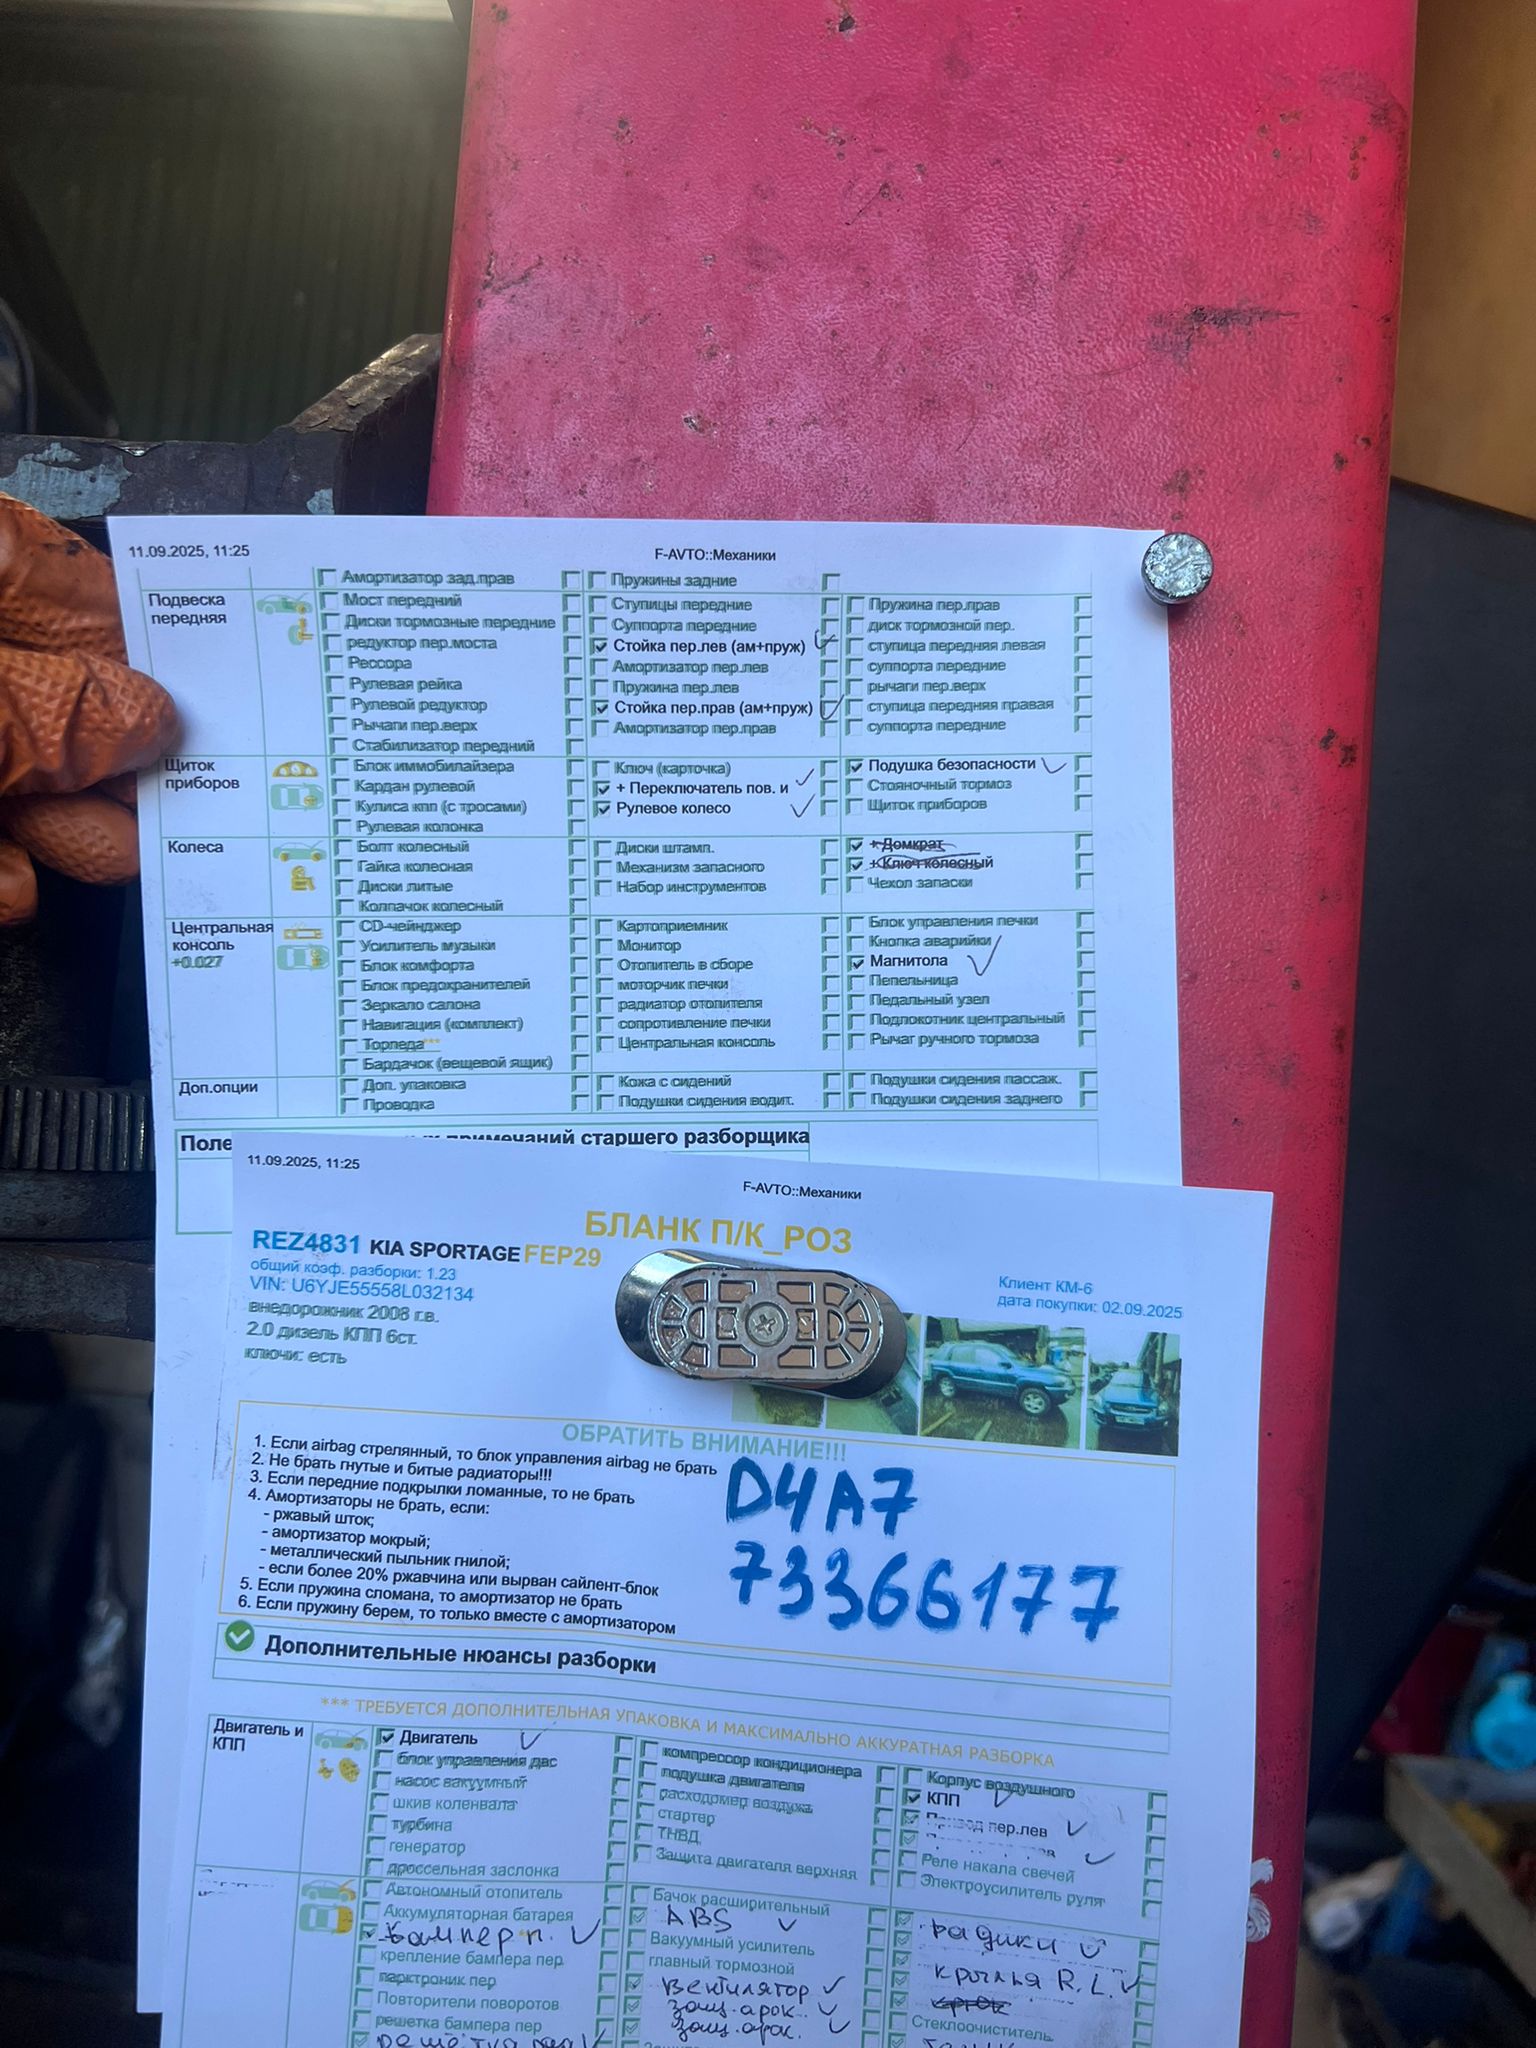 11.09.2025, 11:25
F-AVTO::Механики
Амортизатор зад.прав
Пружины задние
Подвеска передняя
Мост передний
Ступицы передние
Пружина пер.прав
Диски тормозные передние
Суппорта передние
диск тормозной пер.
редуктор пер.моста
Стойка пер.лев (ам+пруж)
ступица передняя левая
Рессора
Амортизатор пер.лев
суппорта передние
Рулевая рейка
Пружина пер.лев
рычаги пер.верх
Рулевой редуктор
Стойка пер.прав (ам+пруж)
ступица передняя правая
Рычаги пер.верх
Амортизатор пер.прав
суппорта передние
Стабилизатор передний
Щиток приборов
Блок иммобилайзера
Ключ (карточка)
Подушка безопасности
Кардан рулевой
+ Переключатель пов. и
Стояночный тормоз
Кулиса кпп (с тросами)
Рулевое колесо
Щиток приборов
Рулевая колонка
Колеса
Болт колесный
Диски штамп.
+ Домкрат
Гайка колесная
Механизм запасного
+ Ключ колесный
Диски литые
Набор инструментов
Чехол запаски
Колпачок колесный
Центральная консоль +0.027
CD-чейнджер
Картоприемник
Блок управления печки
Усилитель музыки
Монитор
Кнопка аварийки
Блок комфорта
Отопитель в сборе
Магнитола
Блок предохранителей
моторчик печки
Пепельница
Зеркало салона
радиатор отопителя
Педальный узел
Навигация (комплект)
сопротивление печки
Подлокотник центральный
Торпеда***
Центральная консоль
Рычаг ручного тормоза
Бардачок (вещевой ящик)
Доп.опции
Доп. упаковка
Кожа с сидений
Подушки сидения пассаж.
Проводка
Подушки сидения водит.
Подушки сидения заднего
Поле примечаний старшего разборщика
11.09.2025, 11:25
F-AVTO::Механики
БЛАНК П/К_РОЗ
REZ4831 KIA SPORTAGE FEP29
общий коэф. разборки: 1.23
VIN: U6YJE55558L032134
внедорожник 2008 г.в.
2.0 дизель КПП 6ст.
ключи: есть
Клиент КМ-6
дата покупки: 02.09.2025
ОБРАТИТЬ ВНИМАНИЕ!!!
1. Если airbag стрелянный, то блок управления airbag не брать
2. Не брать гнутые и битые радиаторы!!!
3. Если передние подкрылки ломанные, то не брать
4. Амортизаторы не брать, если:
- ржавый шток;
- амортизатор мокрый;
- металлический пыльник гнилой;
- если более 20% ржавчина или вырван сайлент-блок
5. Если пружина сломана, то амортизатор не брать
6. Если пружину берем, то только вместе с амортизатором
D4A7
73366177
Дополнительные нюансы разборки
*** ТРЕБУЕТСЯ ДОПОЛНИТЕЛЬНАЯ УПАКОВКА И МАКСИМАЛЬНО АККУРАТНАЯ РАЗБОРКА
Двигатель и КПП
Двигатель
компрессор кондиционера
Корпус воздушного
блок управления двс
подушка двигателя
КПП
насос вакуумный
расходомер воздуха
Привод пер.лев
шкив коленвала
стартер
турбина
ТНВД
Реле накала свечей
генератор
Защита двигателя верхняя
Электроусилитель руля
дроссельная заслонка
Автономный отопитель
Бачок расширительный
Аккумуляторная батарея
ABS
радики
бампер п.
Вакуумный усилитель
крепление бампера пер
главный тормозной
крылья R.L.
парктроник пер
вентилятор
Повторители поворотов
защ.арок.
Стеклоочиститель
решетка бампера пер
защ.арок.
решетка